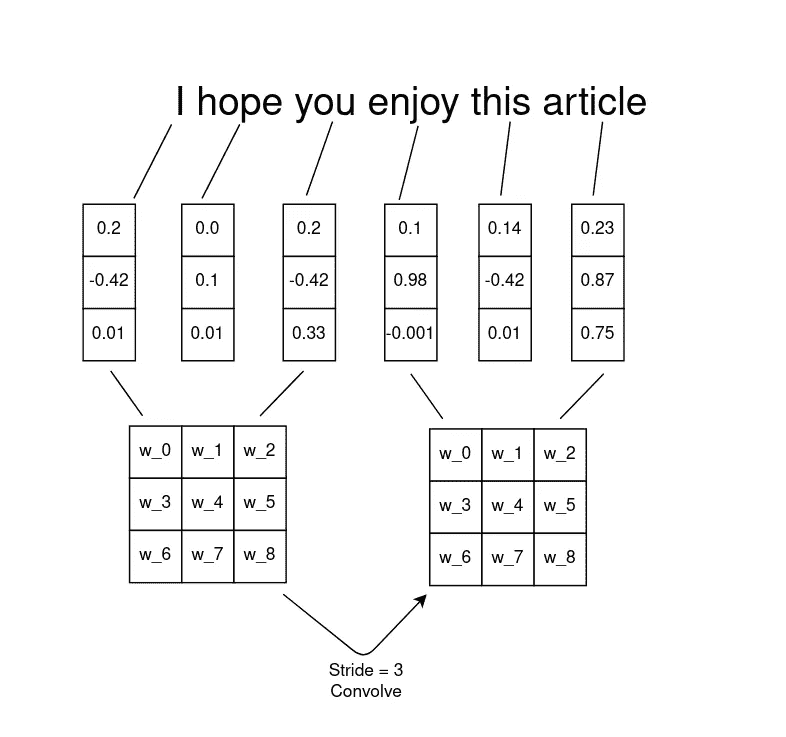 I hope you enjoy this article
0.2 0.0 0.2 0.1 0.14 0.23
-0.42 0.1 -0.42 0.98 -0.42 0.87
0.01 0.01 0.33 -0.001 0.01 0.75
w_0 w_1 w_2 w_0 w_1 w_2
w_3 w_4 w_5 w_3 w_4 w_5
w_6 w_7 w_8 w_6 w_7 w_8
Stride = 3
Convolve